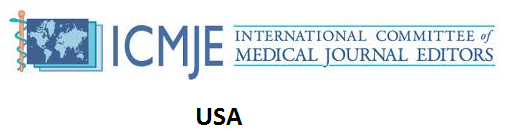 ICMJE
INTERNATIONAL COMMITTEE of
MEDICAL JOURNAL EDITORS
USA